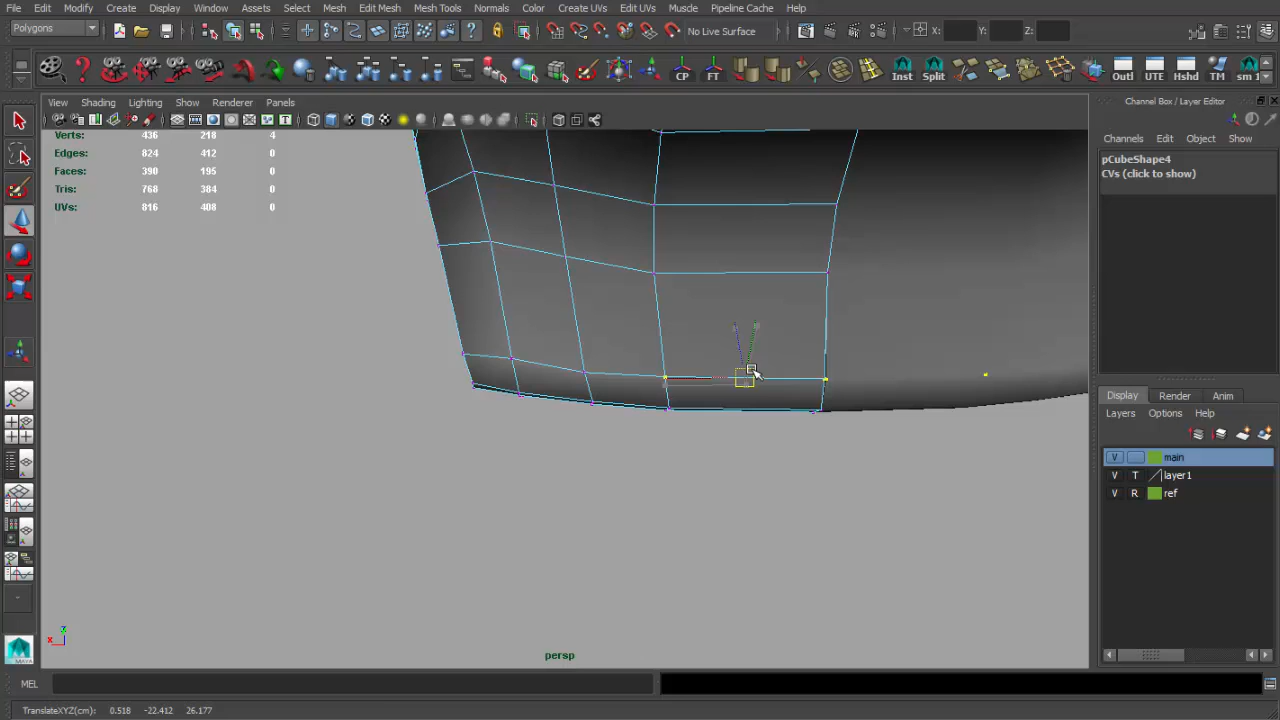 File Edit Modify Create Display Window Assets Select Mesh Edit Mesh Mesh Tools Normals Color Create UVs Edit UVs Muscle Pipeline Cache Help
Polygons No Live Surface X: Y: Z:
CP FT Inst Split Outl UTE Hshd TM sm 1
View Shading Lighting Show Renderer Panels
Channel Box / Layer Editor
Channels Edit Object Show
Verts: 436 218 4
Edges: 824 412 0
Faces: 390 195 0
Tris: 768 384 0
UVs: 816 408 0
pCubeShape4
CVs (click to show)
Display Render Anim
Layers Options Help
V main
V T layer1
V R ref
persp
MEL
TranslateXYZ(cm): 0.518 -22.412 26.177